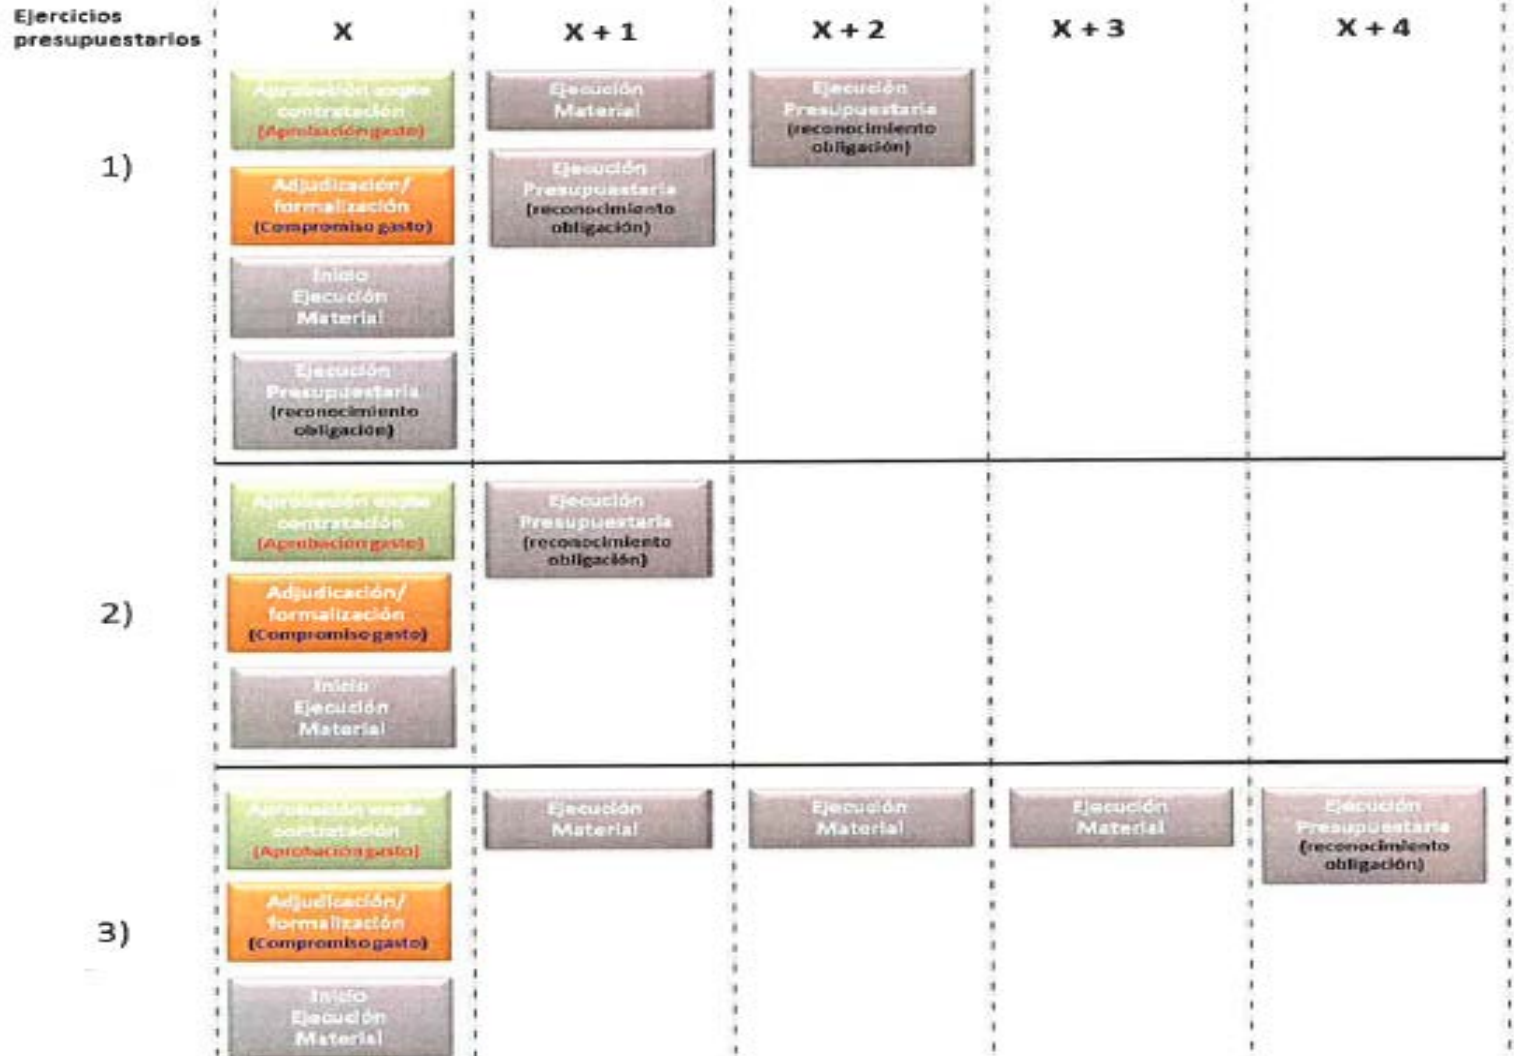 Ejercicios
presupuestarios
X
X + 1
X + 2
X + 3
X + 4
1)
Aprobación expte
contratación
(Aprobación gasto)
Adjudicación/
formalización
(Compromiso gasto)
Inicio
Ejecución
Material
Ejecución
Presupuestaria
(reconocimiento
obligación)
Ejecución
Material
Ejecución
Presupuestaria
(reconocimiento
obligación)
Ejecución
Presupuestaria
(reconocimiento
obligación)
2)
Aprobación expte
contratación
(Aprobación gasto)
Adjudicación/
formalización
(Compromiso gasto)
Inicio
Ejecución
Material
Ejecución
Presupuestaria
(reconocimiento
obligación)
3)
Aprobación expte
contratación
(Aprobación gasto)
Adjudicación/
formalización
(Compromiso gasto)
Inicio
Ejecución
Material
Ejecución
Material
Ejecución
Material
Ejecución
Material
Ejecución
Presupuestaria
(reconocimiento
obligación)